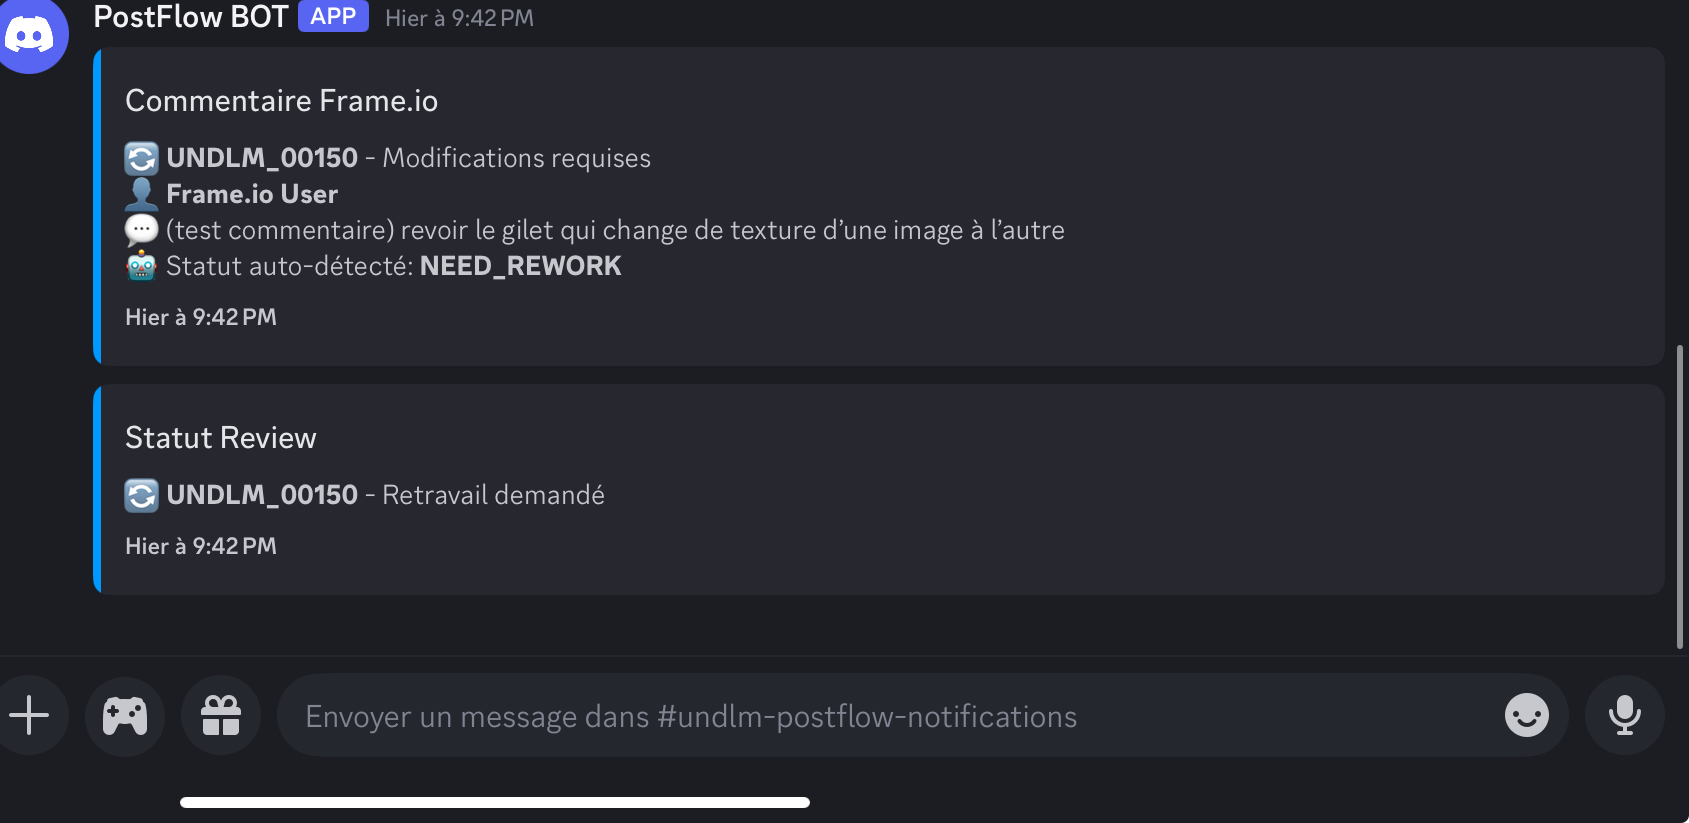 PostFlow BOT APP Hier à 9:42 PM
Commentaire Frame.io
UNDLM_00150 - Modifications requises
Frame.io User
(test commentaire) revoir le gilet qui change de texture d’une image à l’autre
Statut auto-détecté: NEED_REWORK
Hier à 9:42 PM
Statut Review
UNDLM_00150 - Retravail demandé
Hier à 9:42 PM
Envoyer un message dans #undlm-postflow-notifications